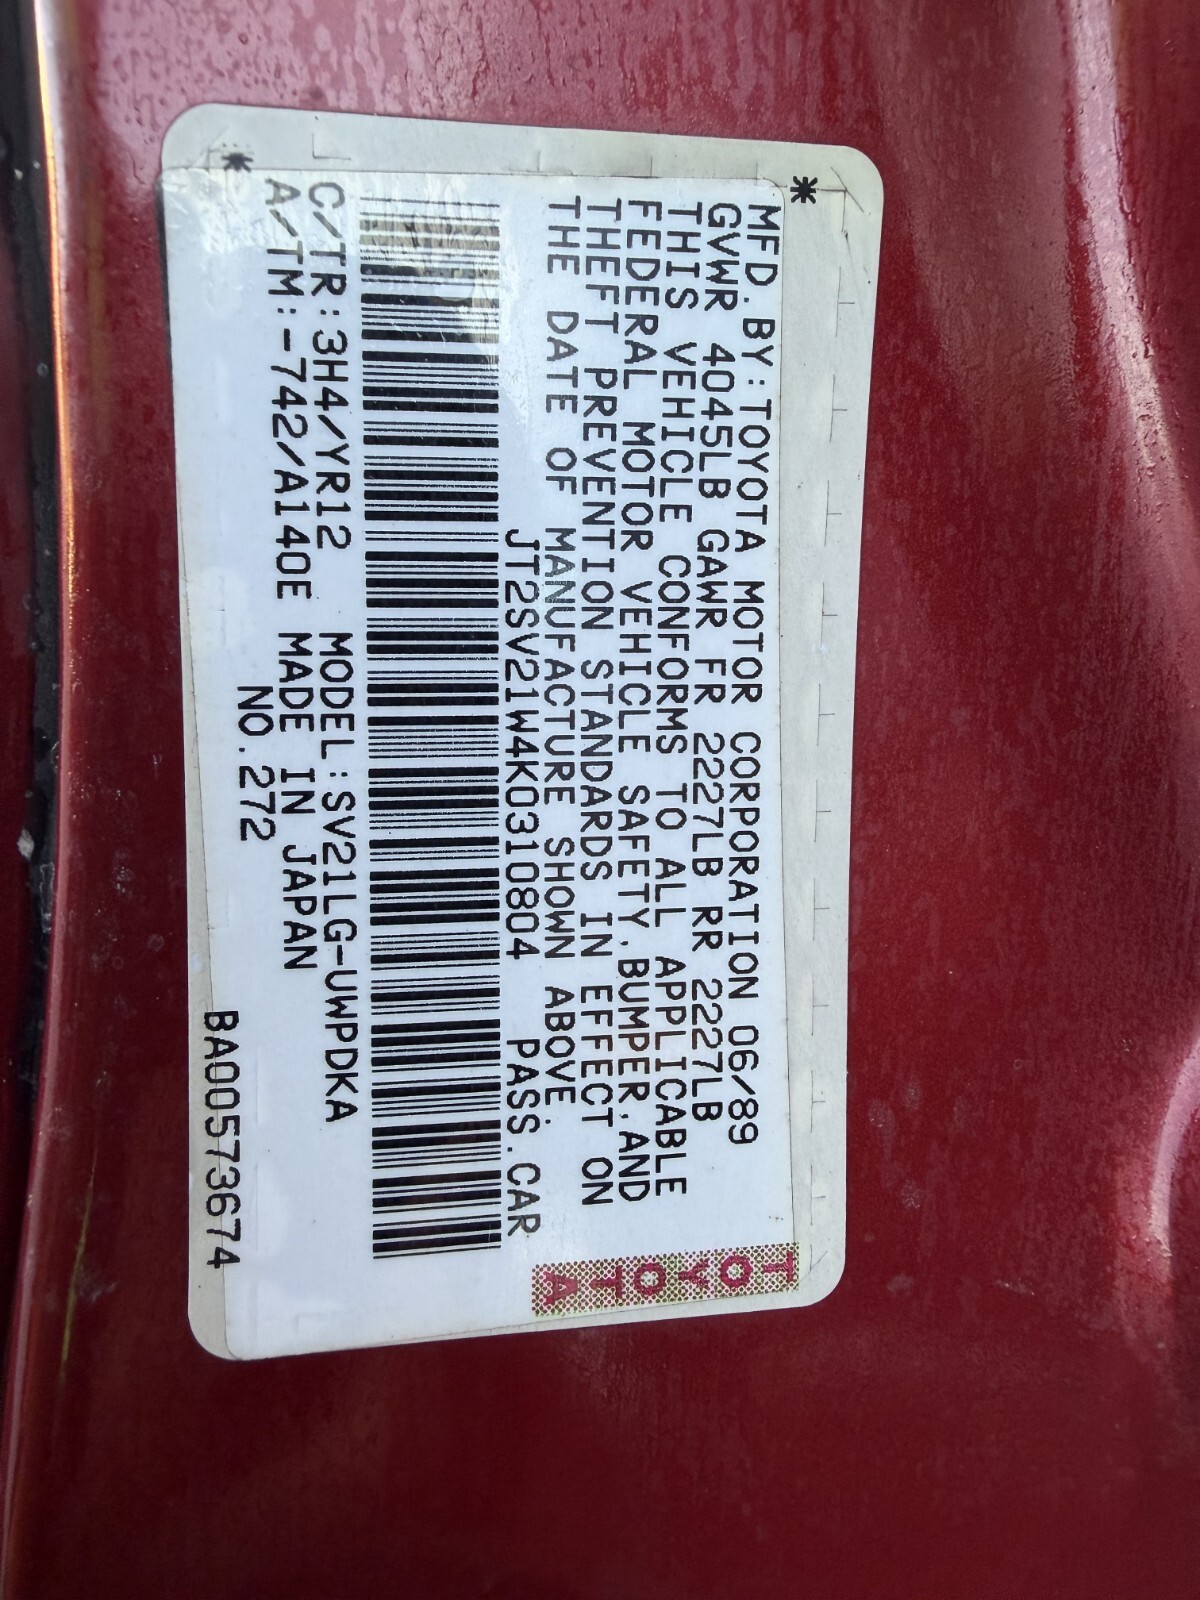 MFD.BY:TOYOTA MOTOR CORPORATION 06/89
GVWR 4045LB GAWR FR 2227LB RR 2227LB
THIS VEHICLE CONFORMS TO ALL APPLICABLE
FEDERAL MOTOR VEHICLE SAFETY,BUMPER,AND
THEFT PREVENTION STANDARDS IN EFFECT ON
THE DATE OF MANUFACTURE SHOWN ABOVE.
JT2SV21W4K0310804 PASS.CAR
C/TR:3H4/YR12 MODEL:SV21LG-UWPDKA
A/TM:-742/A140E MADE IN JAPAN
NO.272
BA00573674
TOYOTA